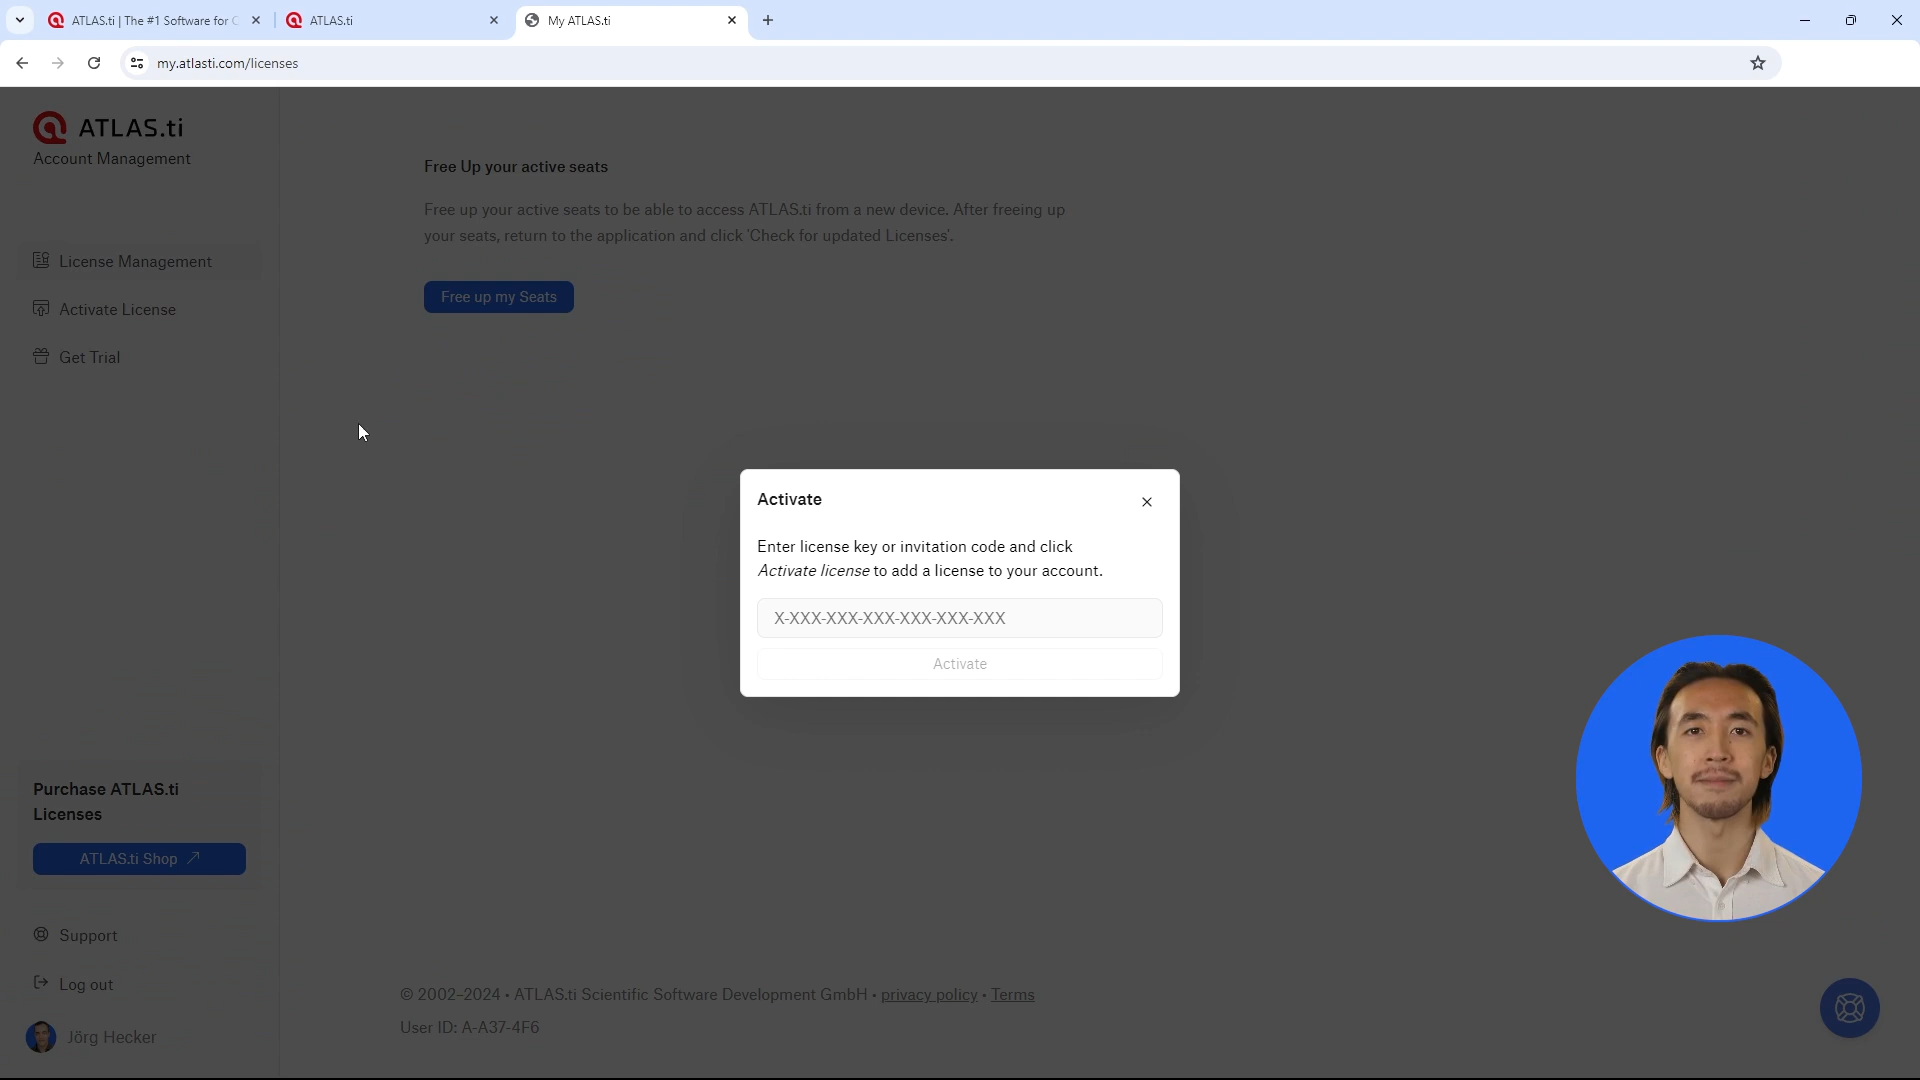 ATLAS.ti | The #1 Software for
ATLAS.ti
My ATLAS.ti
my.atlasti.com/licenses
ATLAS.ti
Account Management
License Management
Activate License
Get Trial
Purchase ATLAS.ti
Licenses
ATLAS.ti Shop
Support
Log out
Jörg Hecker
Free Up your active seats
Free up your active seats to be able to access ATLAS.ti from a new device. After freeing up
your seats, return to the application and click 'Check for updated Licenses'.
Free up my Seats
Activate
Enter license key or invitation code and click
Activate license to add a license to your account.
X-XXX-XXX-XXX-XXX-XXX-XXX
Activate
© 2002–2024 • ATLAS.ti Scientific Software Development GmbH • privacy policy • Terms
User ID: A-A37-4F6